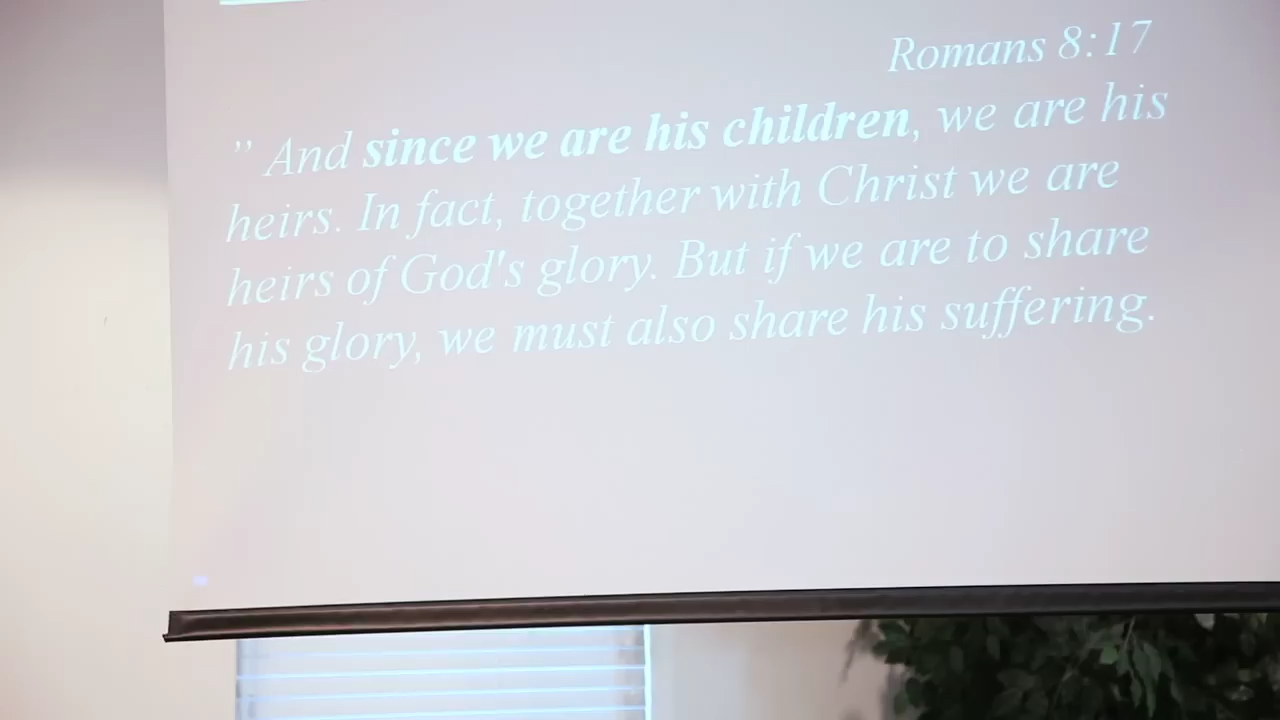 Romans 8:17
” And since we are his children, we are his
heirs. In fact, together with Christ we are
heirs of God's glory. But if we are to share
his glory, we must also share his suffering.